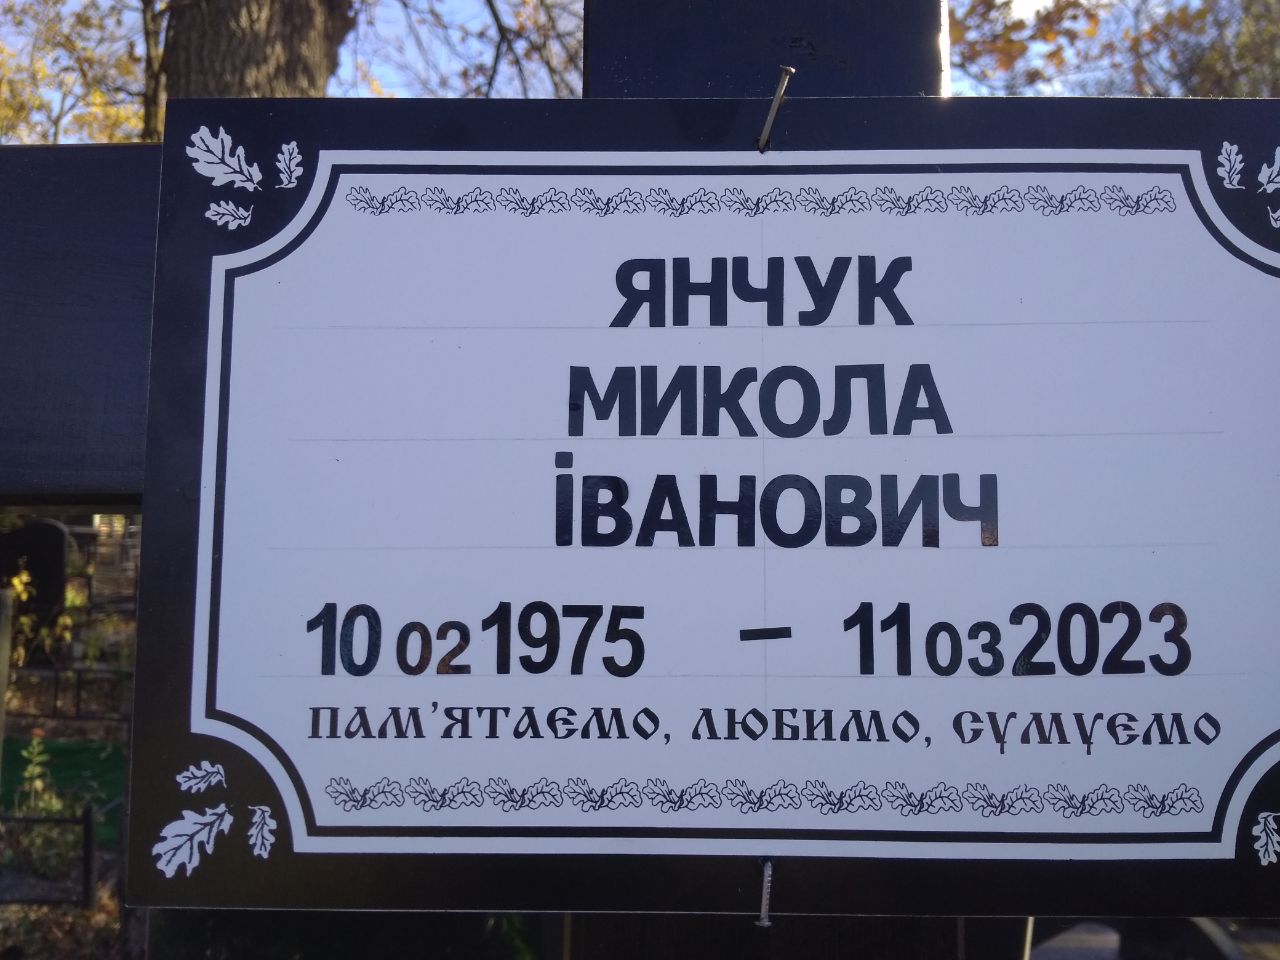 ЯНЧУК
МИКОЛА
ІВАНОВИЧ
10 02 1975 – 11 03 2023
ПАМ'ЯТАЄМО, ЛЮБИМО, СУМУЄМО